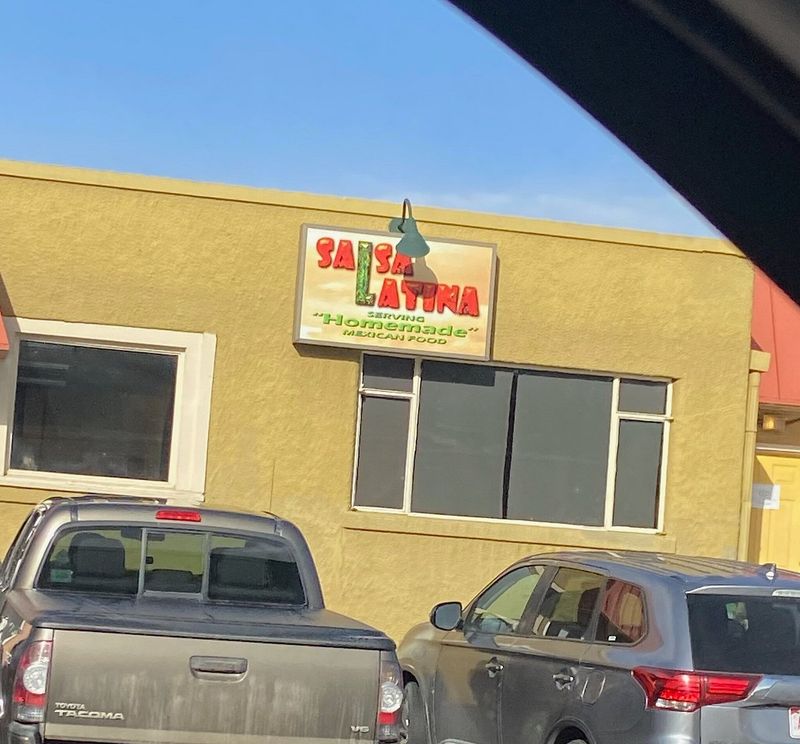 SALSA
LATINA
SERVING
"Homemade"
MEXICAN FOOD
TOYOTA
TACOMA
V6